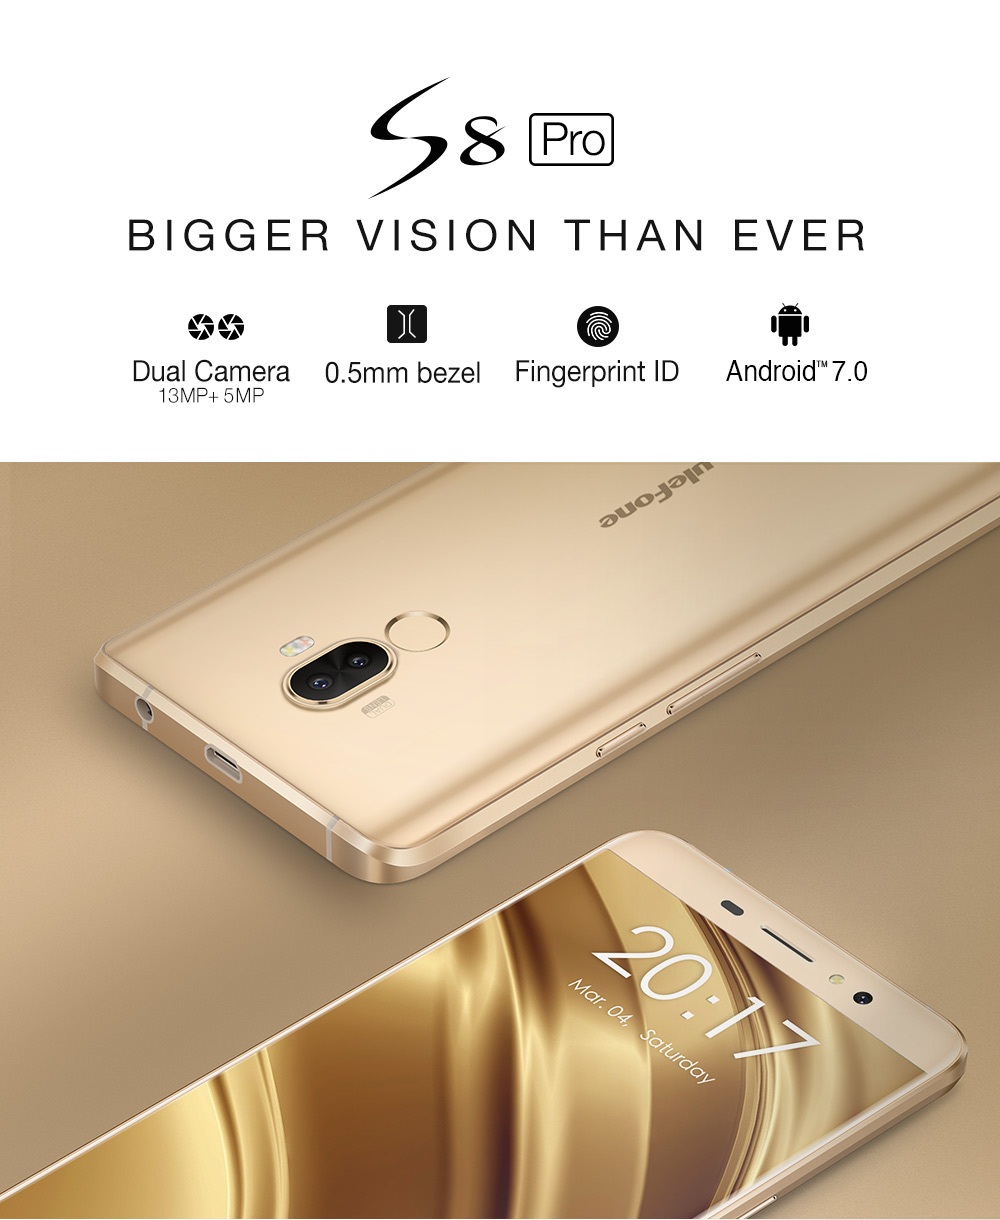 S8 Pro
BIGGER VISION THAN EVER
Dual Camera
13MP+ 5MP
0.5mm bezel
Fingerprint ID
Android™ 7.0
ulefone
20:17
Mar. 04, Saturday